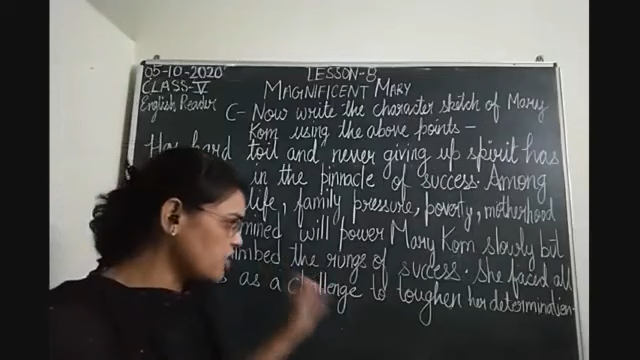 05-10-2020
LESSON-8
CLASS-V
MAGNIFICENT MARY
English Reader
C- Now write the character sketch of Mary
Kom using the above points-
Her hard toil and never giving up spirit has
in the pinnacle of success. Among
life, family pressure, poverty, motherhood
will power Mary Kom slowly but
the rungs of success. She faced all
as a challenge to toughen her determination.